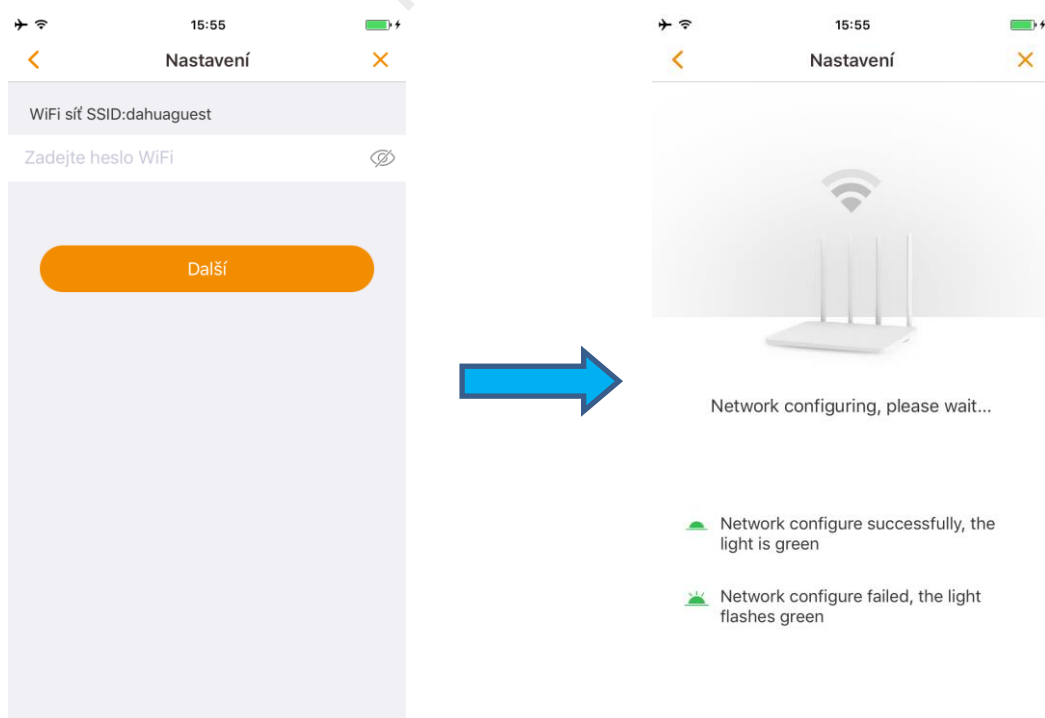 15:55
Nastavení
WiFi síť SSID:dahuaguest
Zadejte heslo WiFi
Další
15:55
Nastavení
Network configuring, please wait...
Network configure successfully, the
light is green
Network configure failed, the light
flashes green